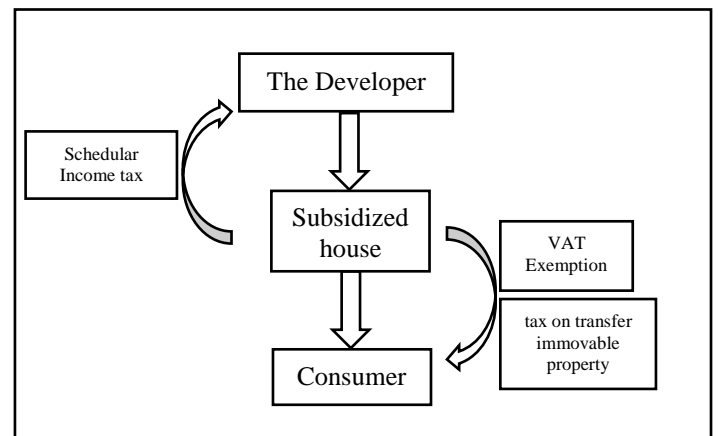 The Developer
Schedular
Income tax
Subsidized
house
VAT
Exemption
tax on transfer
immovable
property
Consumer